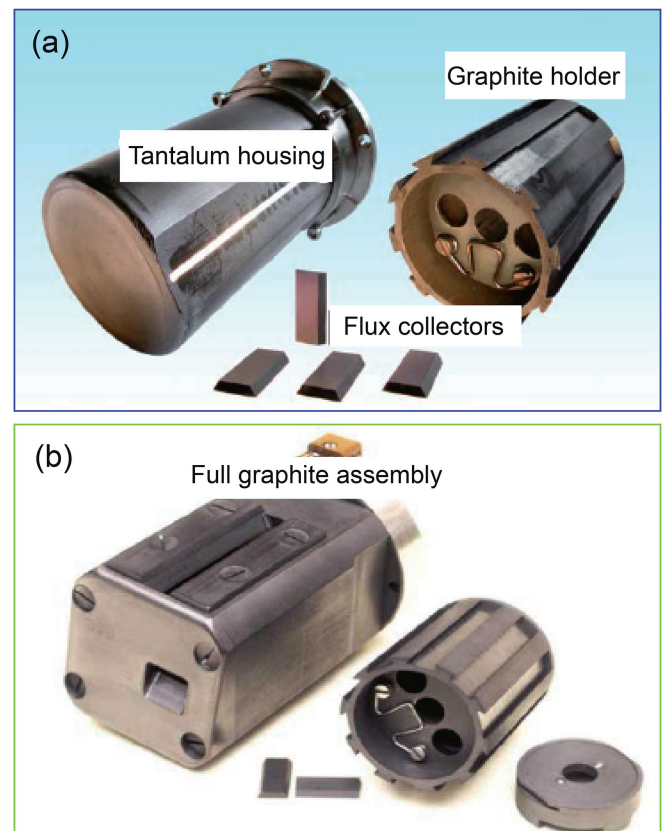 (a)
Graphite holder
Tantalum housing
Flux collectors
(b)
Full graphite assembly